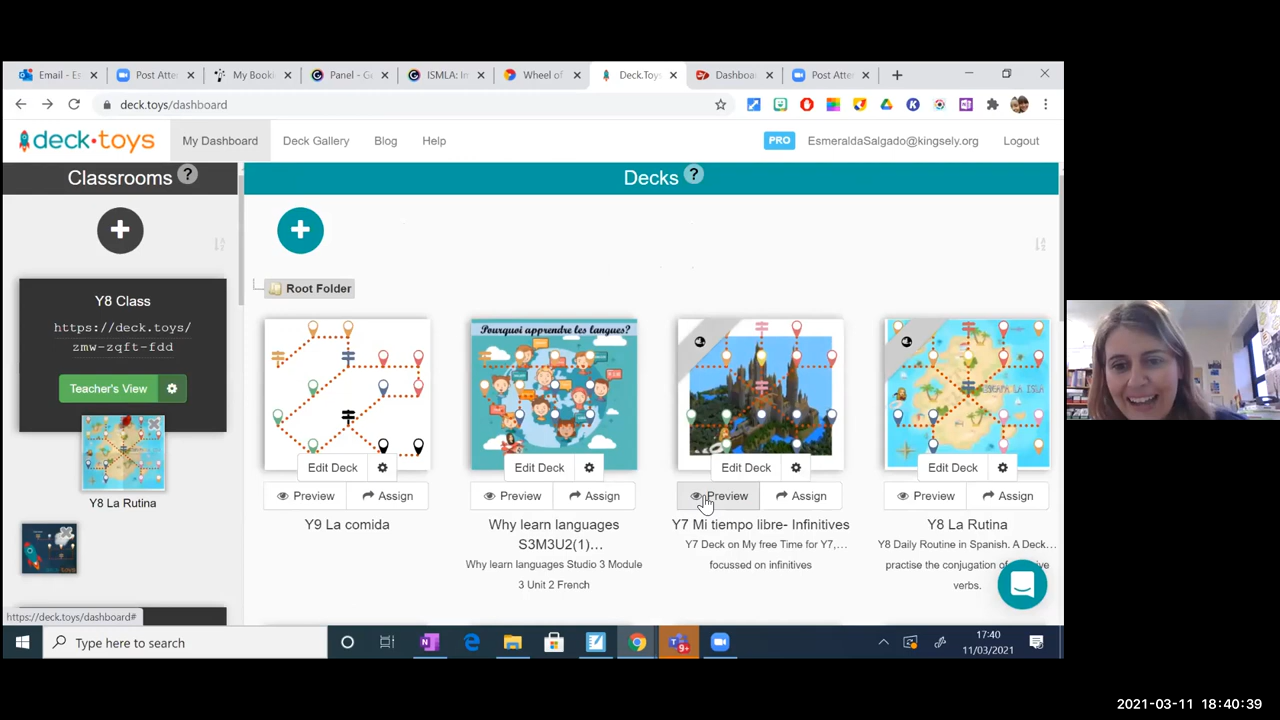 Email - Es
Post Atte
My Booki
Panel - G
ISMLA: In
Wheel of
Deck.Toys
Dashboa
Post Atte
deck.toys/dashboard
deck•toys
My Dashboard
Deck Gallery
Blog
Help
PRO
EsmeraldaSalgado@kingsely.org
Logout
Classrooms ?
Decks ?
Root Folder
Y8 Class
https://deck.toys/
zmw-zqft-fdd
Teacher's View
Y8 La Rutina
Pourquoi apprendre les langues?
ESCAPA LA ISLA
Edit Deck
Preview
Assign
Y9 La comida
Edit Deck
Preview
Assign
Why learn languages
S3M3U2(1)...
Why learn languages Studio 3 Module
3 Unit 2 French
Edit Deck
Preview
Assign
Y7 Mi tiempo libre- Infinitives
Y7 Deck on My free Time for Y7,...
focussed on infinitives
Edit Deck
Preview
Assign
Y8 La Rutina
Y8 Daily Routine in Spanish. A Deck...
practise the conjugation of
verbs.
https://deck.toys/dashboard#
Type here to search
9+
17:40
11/03/2021
2021-03-11 18:40:39